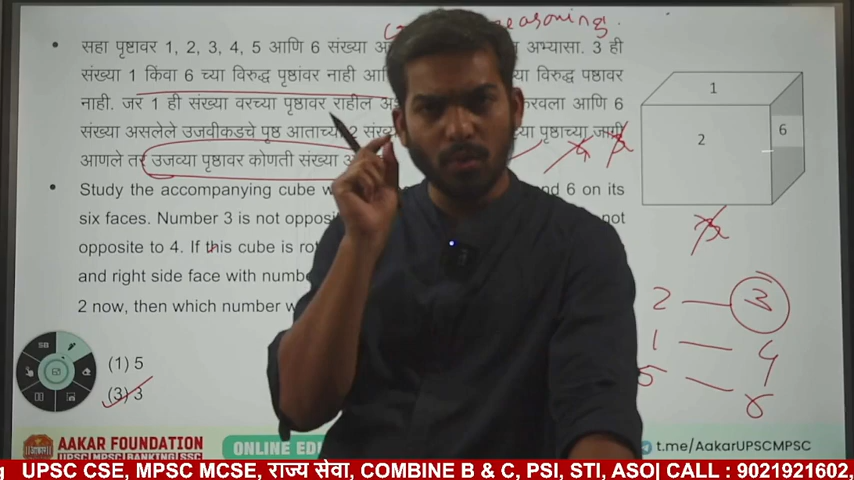 reasoning.
सहा पृष्टावर 1, 2, 3, 4, 5 आणि 6 संख्या अभ्यासा. 3 ही
संख्या 1 किंवा 6 च्या विरुद्ध पृष्ठांवर नाही आणि या विरुद्ध पष्ठावर
नाही. जर 1 ही संख्या वरच्या पृष्ठावर राहील फिरवला आणि 6
संख्या असलेले उजवीकडचे पृष्ठ आताच्या 2 पृष्ठाच्या जागी
आणले तर उजव्या पृष्ठावर कोणती संख्या
Study the accompanying cube and 6 on its
six faces. Number 3 is not not
opposite to 4. If this cube is
and right side face with
2 now, then which number
(1) 5
(3) 3
1
2
6
2 — 3
1 — 4
5 — 6
AAKAR FOUNDATION
UPSC| MPSC| BANKING| SSC
ONLINE
t.me/AakarUPSCMPSC
UPSC CSE, MPSC MCSE, राज्य सेवा, COMBINE B & C, PSI, STI, ASO| CALL : 9021921602,